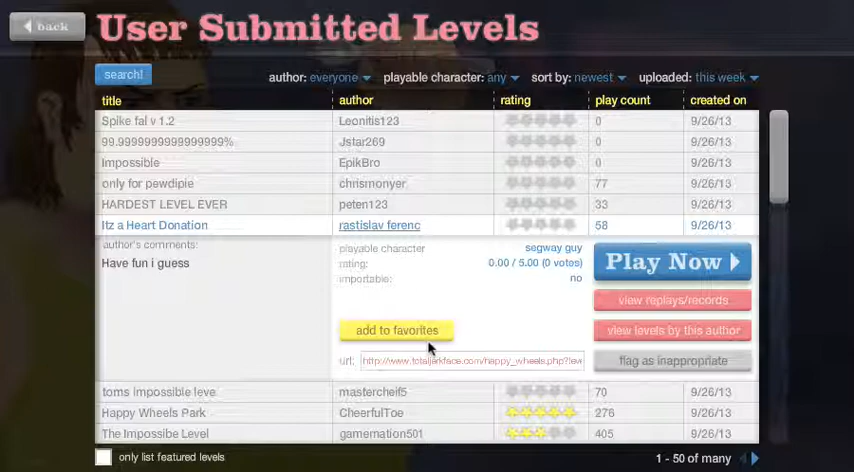 back
User Submitted Levels
search!
author: everyone playable character: any sort by: newest uploaded: this week
title author rating play count created on
Spike fal v 1.2 Leonitis123 0 9/26/13
99.9999999999999999% Jstar269 0 9/26/13
Impossible EpikBro 0 9/26/13
only for pewdipie chrismonyer 77 9/26/13
HARDEST LEVEL EVER peten123 33 9/26/13
Itz a Heart Donation rastislav ferenc 58 9/26/13
author's comments:
Have fun i guess
playable character segway guy
rating: 0.00 / 5.00 (0 votes)
importable: no
Play Now
view replays/records
add to favorites
view levels by this author
url: http://www.totaljerkface.com/happy_wheels.php?lev
flag as inappropriate
toms impossible leve mastercheif5 70 9/26/13
Happy Wheels Park CheerfulToe 276 9/26/13
The Impossibe Level gamemation501 405 9/26/13
only list featured levels
1 - 50 of many